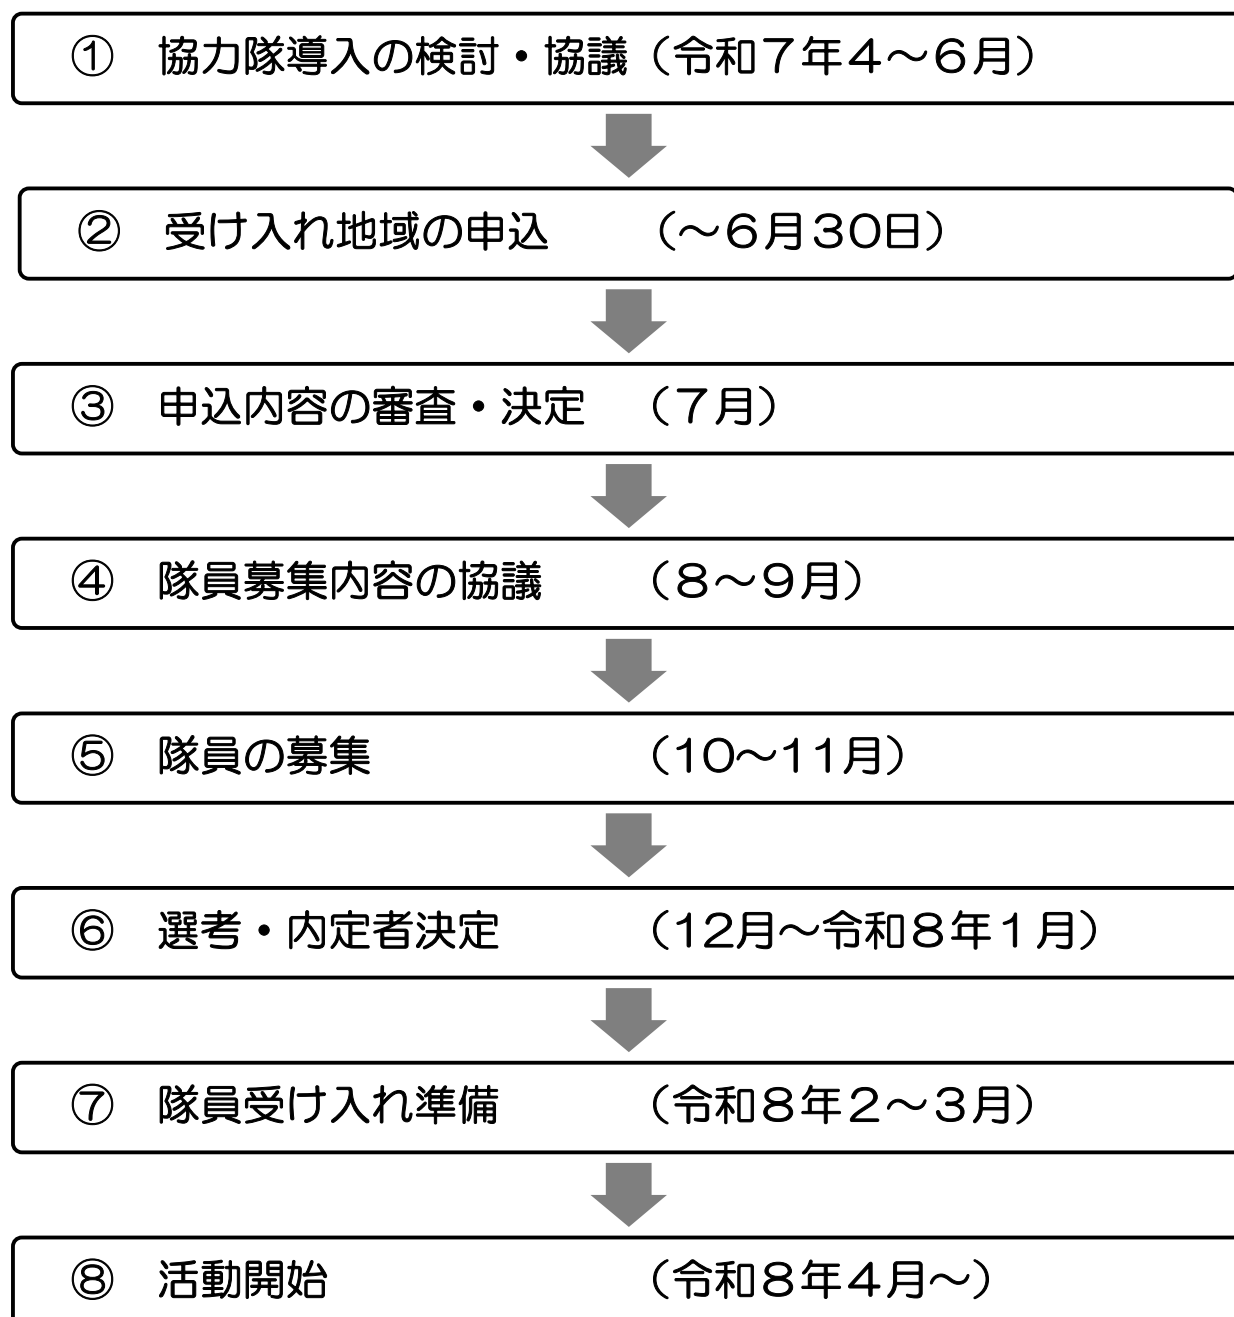 ① 協力隊導入の検討・協議（令和７年４～６月）
② 受け入れ地域の申込　　（～６月３０日）
③ 申込内容の審査・決定　（７月）
④ 隊員募集内容の協議　　（８～９月）
⑤ 隊員の募集　　　　　　（10～11月）
⑥ 選考・内定者決定　　　（12月～令和８年１月）
⑦ 隊員受け入れ準備　　　（令和８年２～３月）
⑧ 活動開始　　　　　　　（令和８年４月～）